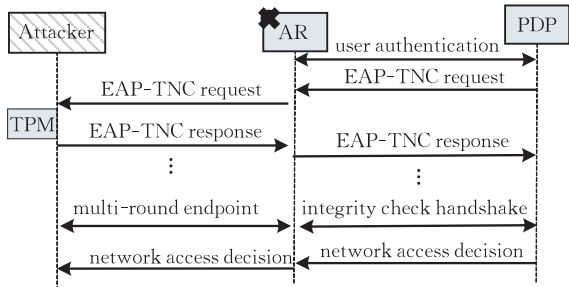 Attacker
AR
PDP
user authentication
EAP-TNC request
EAP-TNC request
TPM
EAP-TNC response
EAP-TNC response
multi-round endpoint
integrity check handshake
network access decision
network access decision